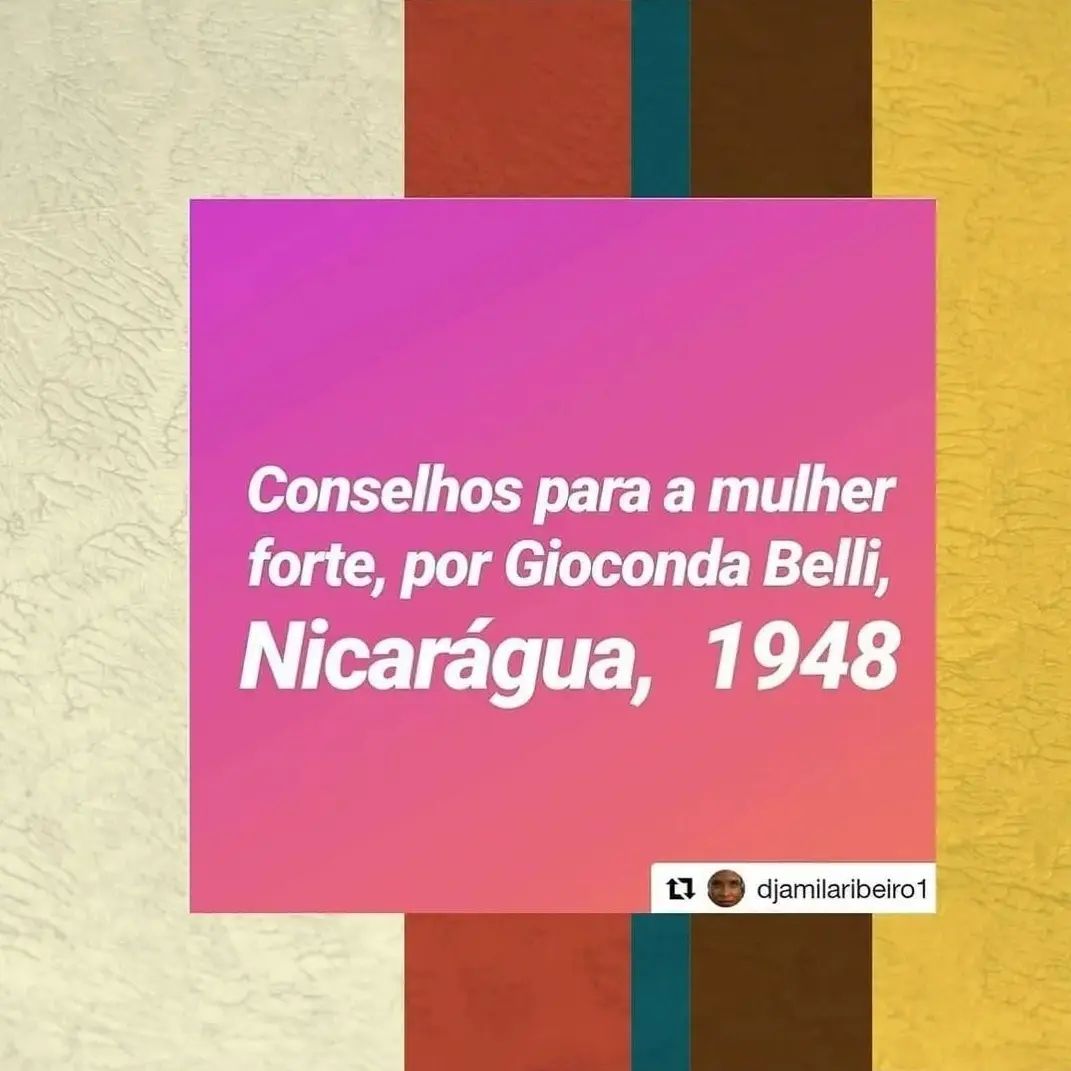 Conselhos para a mulher
forte, por Gioconda Belli,
Nicarágua, 1948
djamilaribeiro1